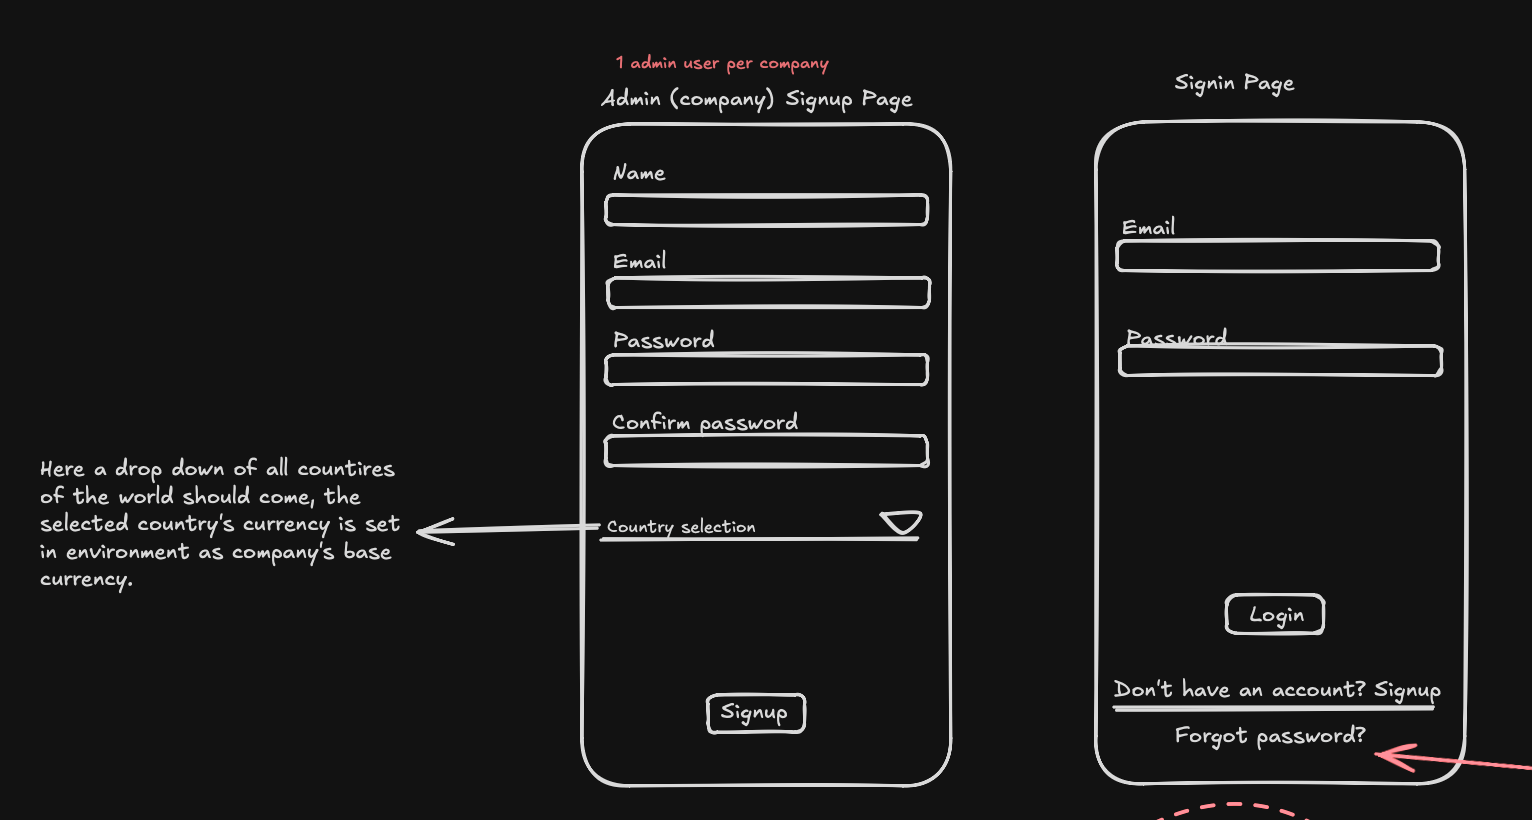 1 admin user per company
Admin (company) Signup Page
Name
Email
Password
Confirm password
Country selection
Signup
Here a drop down of all countires
of the world should come, the
selected country's currency is set
in environment as company's base
currency.
Signin Page
Email
Password
Login
Don't have an account? Signup
Forgot password?